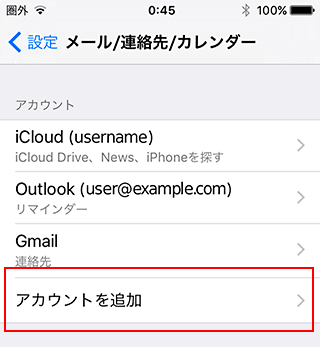 圏外 0:45 100%
設定 メール/連絡先/カレンダー
アカウント
iCloud (username)
iCloud Drive、News、iPhoneを探す
Outlook (user@example.com)
リマインダー
Gmail
連絡先
アカウントを追加